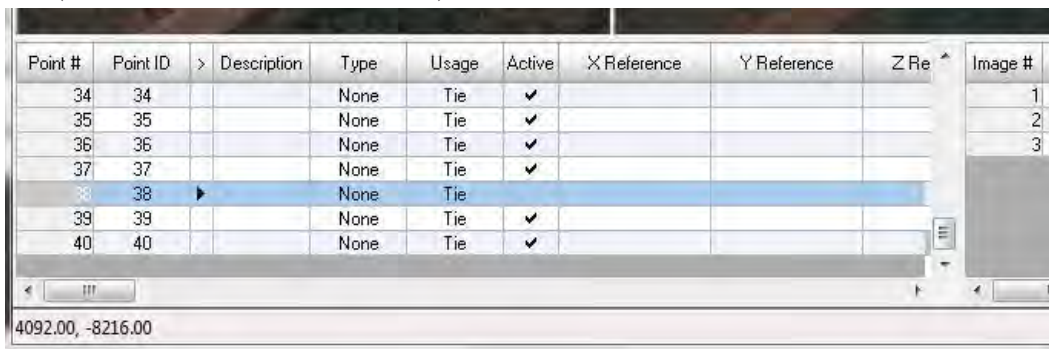 Point # Point ID > Description Type Usage Active X Reference Y Reference Z Re Image #
34 34 None Tie ✔ 1
35 35 None Tie ✔ 2
36 36 None Tie ✔ 3
37 37 None Tie ✔
38 38 None Tie
39 39 None Tie ✔
40 40 None Tie ✔
4092.00, -8216.00